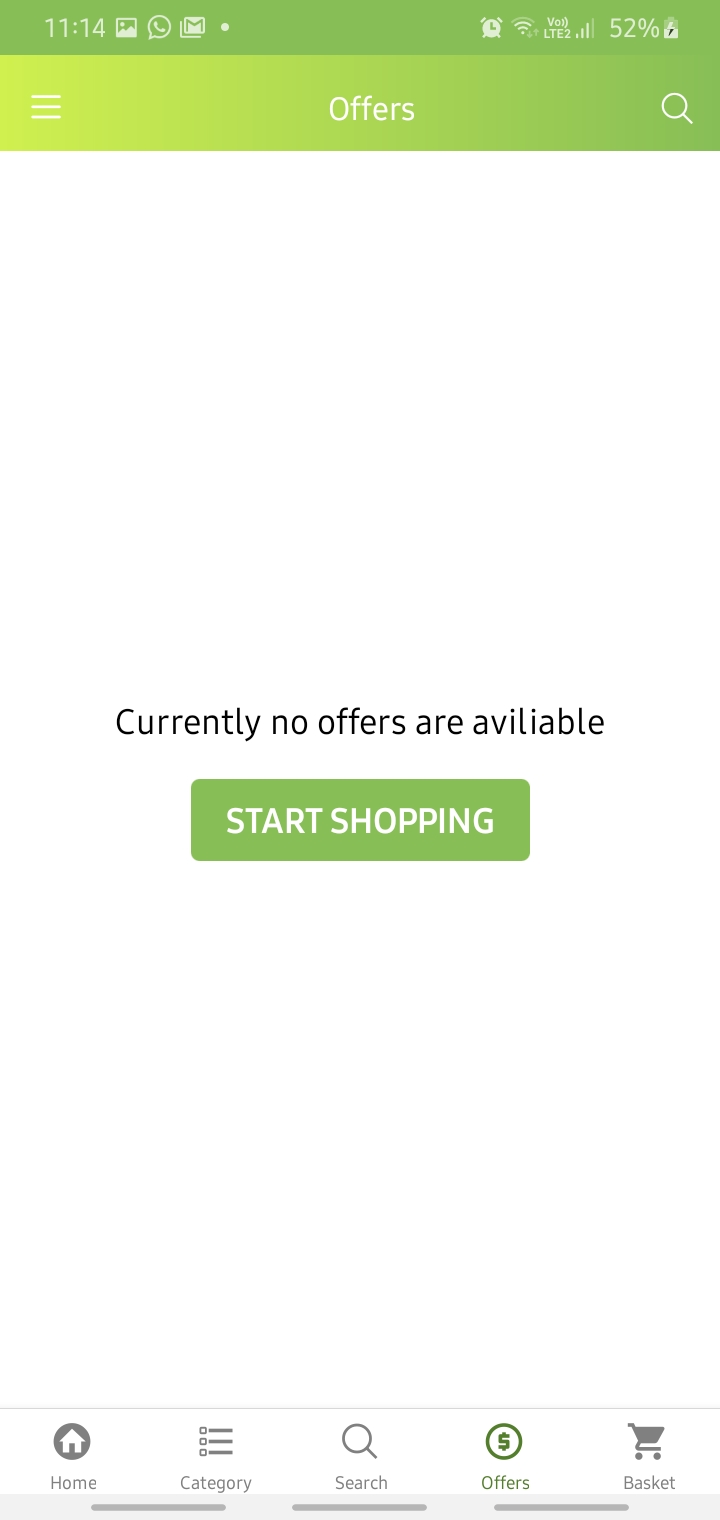 11:14
Vo)) LTE2 52%
Offers
Currently no offers are aviliable
START SHOPPING
Home Category Search Offers Basket